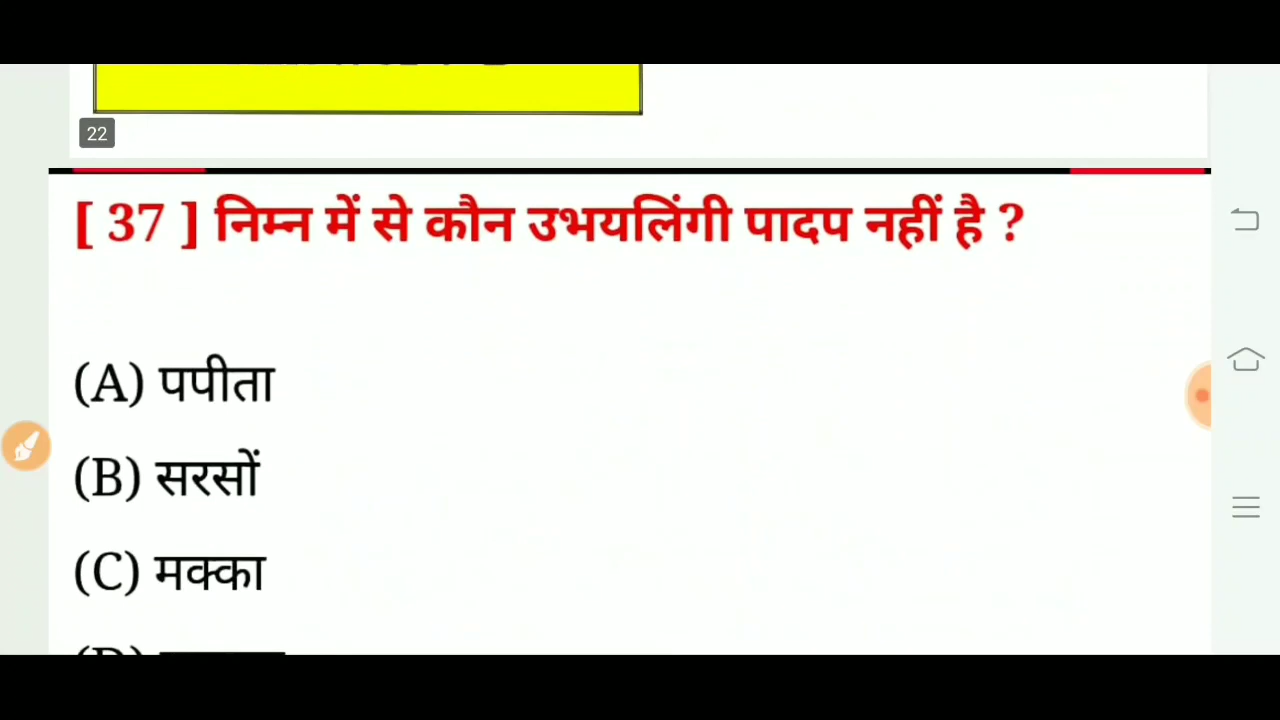 22
[ 37 ] निम्न में से कौन उभयलिंगी पादप नहीं है ?
(A) पपीता
(B) सरसों
(C) मक्का